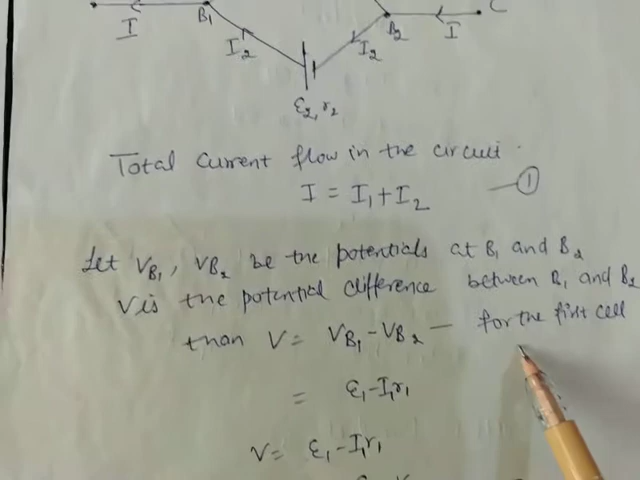 I B₁ B₂ I C
I₂ I₂
ε₂, r₂
Total current flow in the circuit.
I = I₁+I₂ —①
Let VB₁, VB₂ be the potentials at B₁ and B₂
V is the potential difference between B₁ and B₂
than V = VB₁-VB₂ — for the first cell
= ε₁-I₁r₁
V = ε₁-I₁r₁